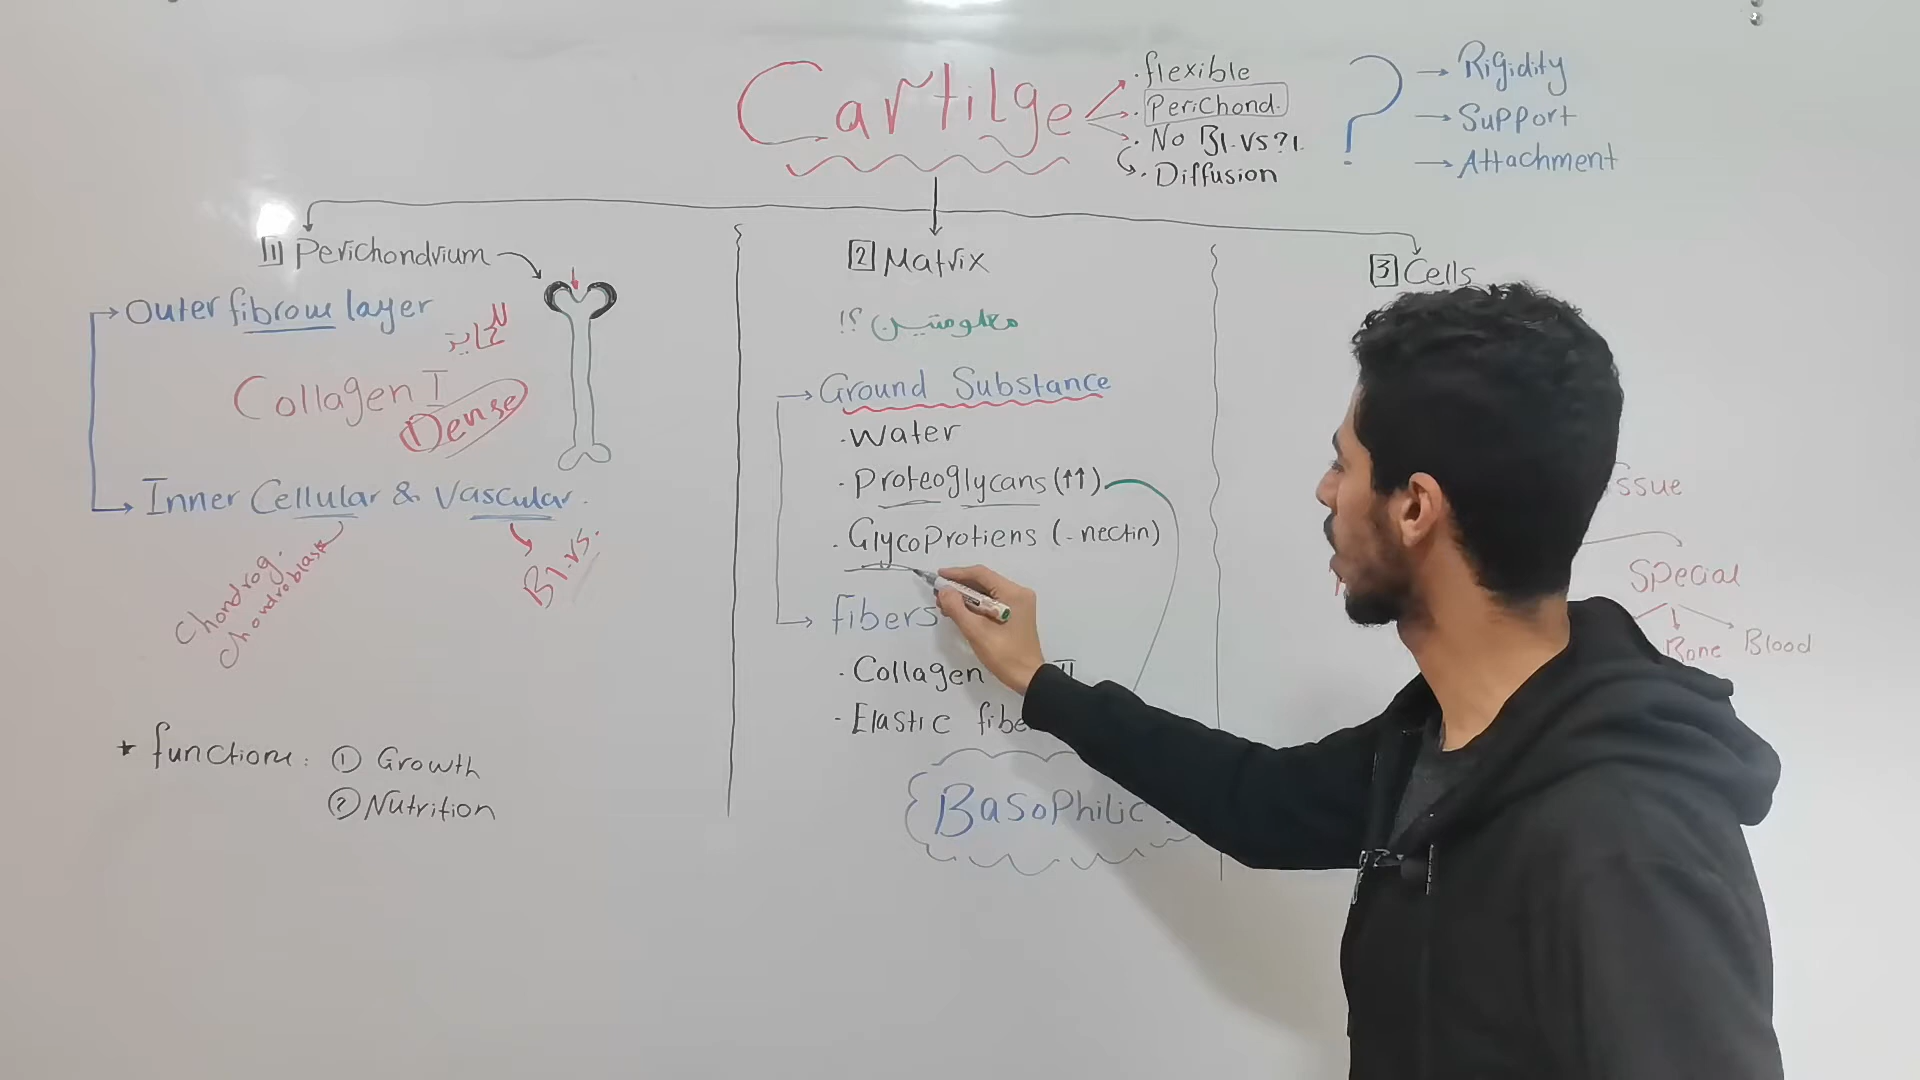 Cartilge
. flexible
. Perichond.
. No Bl.vs?!.
. Diffusion
?
→ Rigidity
→ Support
→ Attachment
1 Perichondrium
→ Outer fibrous layer
Collagen I
Dense
→ Inner Cellular & Vascular.
Chondrog.
chondroblast
Bl.vs.
* functions: ① Growth
② Nutrition
2 Matrix
معلومتين ؟!
→ Ground Substance
. Water
. Proteoglycans (↑↑)
. Glycoprotiens (- nectin)
→ fibers
. Collagen II
- Elastic
Basophilic
3 Cells
Special
Bone
Blood